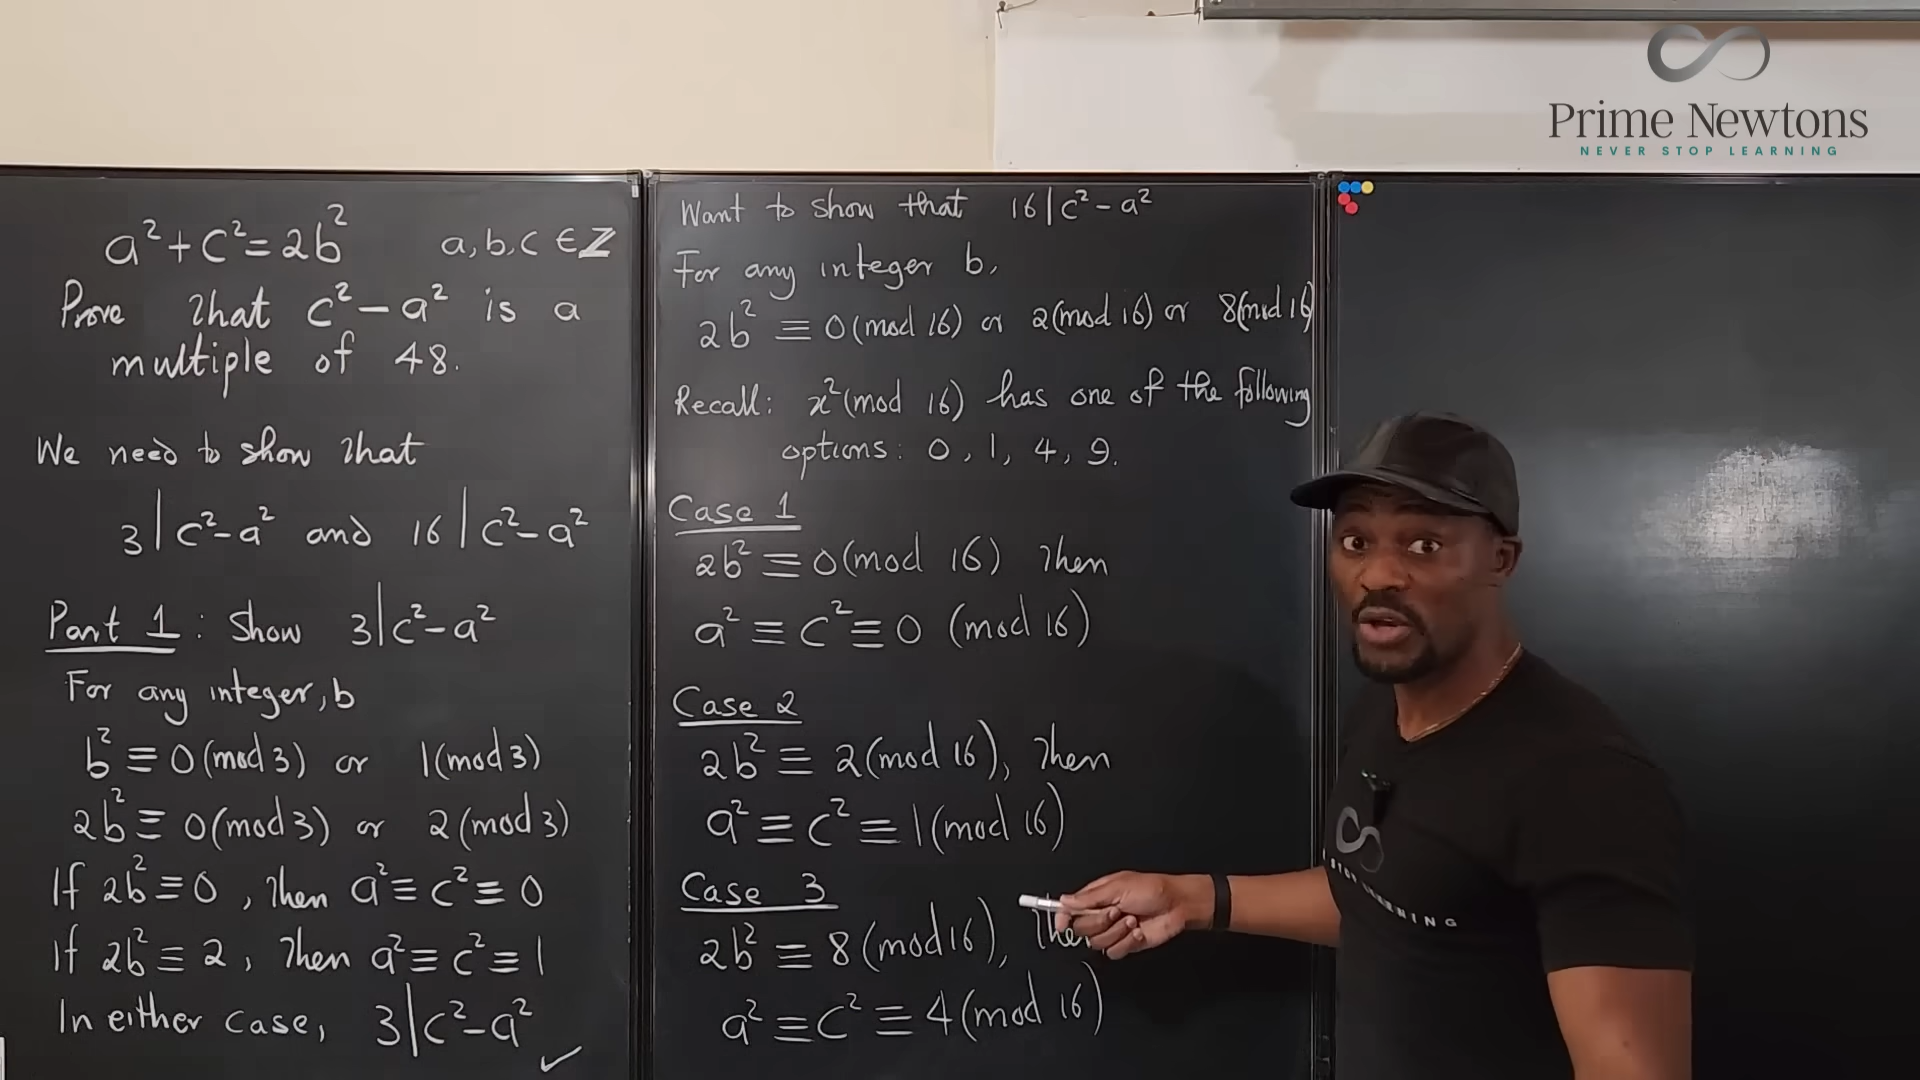 Prime Newtons
NEVER STOP LEARNING
a² + c² = 2b² a, b, c ∈ ℤ
Prove that c² − a² is a
multiple of 48.
We need to show that
3 | c² − a² and 16 | c² − a²
Part 1 : Show 3 | c² − a²
For any integer, b
b² ≡ 0 (mod 3) or 1 (mod 3)
2b² ≡ 0 (mod 3) or 2 (mod 3)
If 2b² ≡ 0, then a² ≡ c² ≡ 0
If 2b² ≡ 2, then a² ≡ c² ≡ 1
In either case, 3 | c² − a² ✓
Want to show that 16 | c² − a²
For any integer b,
2b² ≡ 0 (mod 16) or 2 (mod 16) or 8 (mod 16)
Recall: x² (mod 16) has one of the following
options: 0, 1, 4, 9.
Case 1
2b² ≡ 0 (mod 16) then
a² ≡ c² ≡ 0 (mod 16)
Case 2
2b² ≡ 2 (mod 16), then
a² ≡ c² ≡ 1 (mod 16)
Case 3
2b² ≡ 8 (mod 16), then
a² ≡ c² ≡ 4 (mod 16)